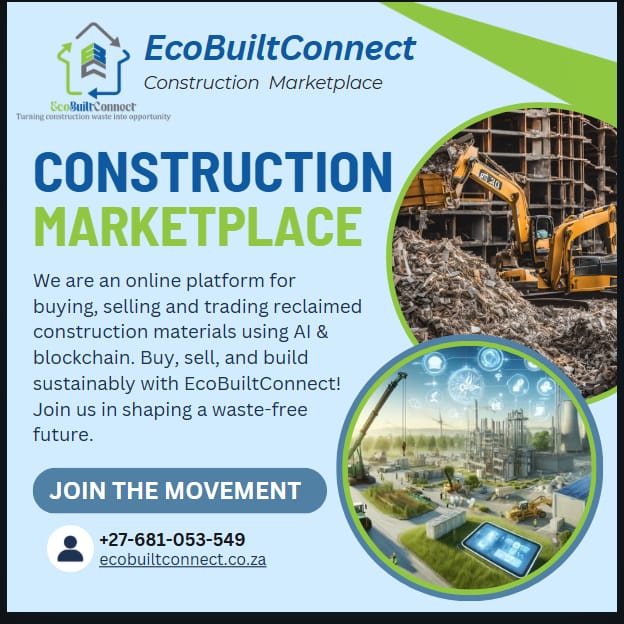 EcoBuiltConnect
Construction Marketplace
EcoBuiltConnect
Turning construction waste into opportunity
CONSTRUCTION
MARKETPLACE
We are an online platform for
buying, selling and trading reclaimed
construction materials using AI &
blockchain. Buy, sell, and build
sustainably with EcoBuiltConnect!
Join us in shaping a waste-free
future.
JOIN THE MOVEMENT
+27-681-053-549
ecobuiltconnect.co.za